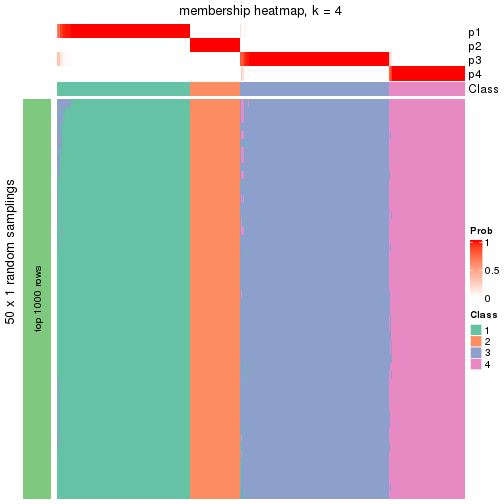 membership heatmap, k = 4
p1
p2
p3
p4
Class
50 x 1 random samplings
top 1000 rows
Prob
1
0.5
0
Class
1
2
3
4